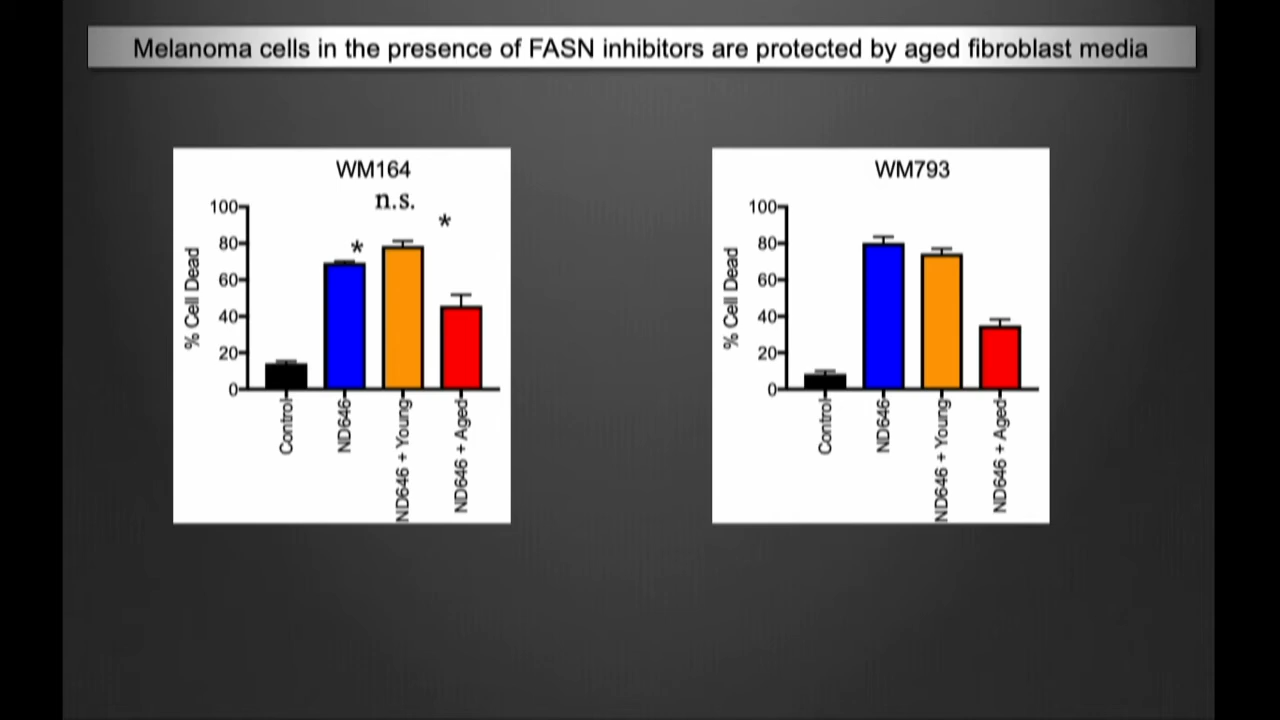 Melanoma cells in the presence of FASN inhibitors are protected by aged fibroblast media
WM164
n.s.
*
*
% Cell Dead
100
80
60
40
20
0
Control
ND646
ND646 + Young
ND646 + Aged
WM793
% Cell Dead
100
80
60
40
20
0
Control
ND646
ND646 + Young
ND646 + Aged